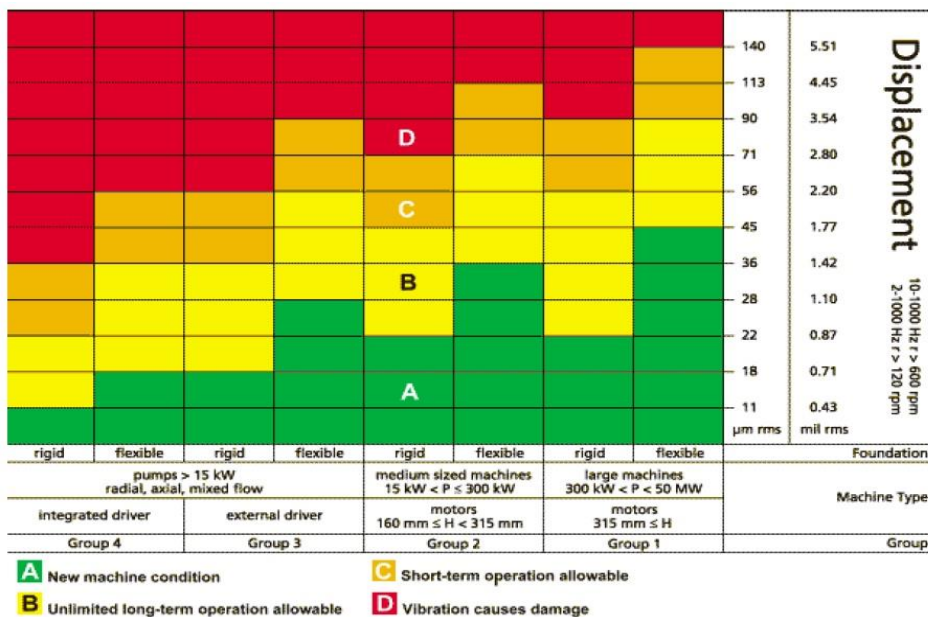 140 5.51
113 4.45
D 90 3.54
71 2.80
56 2.20
C 45 1.77
36 1.42
B 28 1.10
22 0.87
18 0.71
A 11 0.43
µm rms mil rms
Displacement
10-1000 Hz r > 600 rpm
2-1000 Hz r > 120 rpm
rigid flexible rigid flexible rigid flexible rigid flexible Foundation
pumps > 15 kW
radial, axial, mixed flow
medium sized machines
15 kW < P ≤ 300 kW
large machines
300 kW < P < 50 MW
Machine Type
integrated driver external driver
motors
160 mm ≤ H < 315 mm
motors
315 mm ≤ H
Group 4 Group 3 Group 2 Group 1 Group
A New machine condition
C Short-term operation allowable
B Unlimited long-term operation allowable
D Vibration causes damage